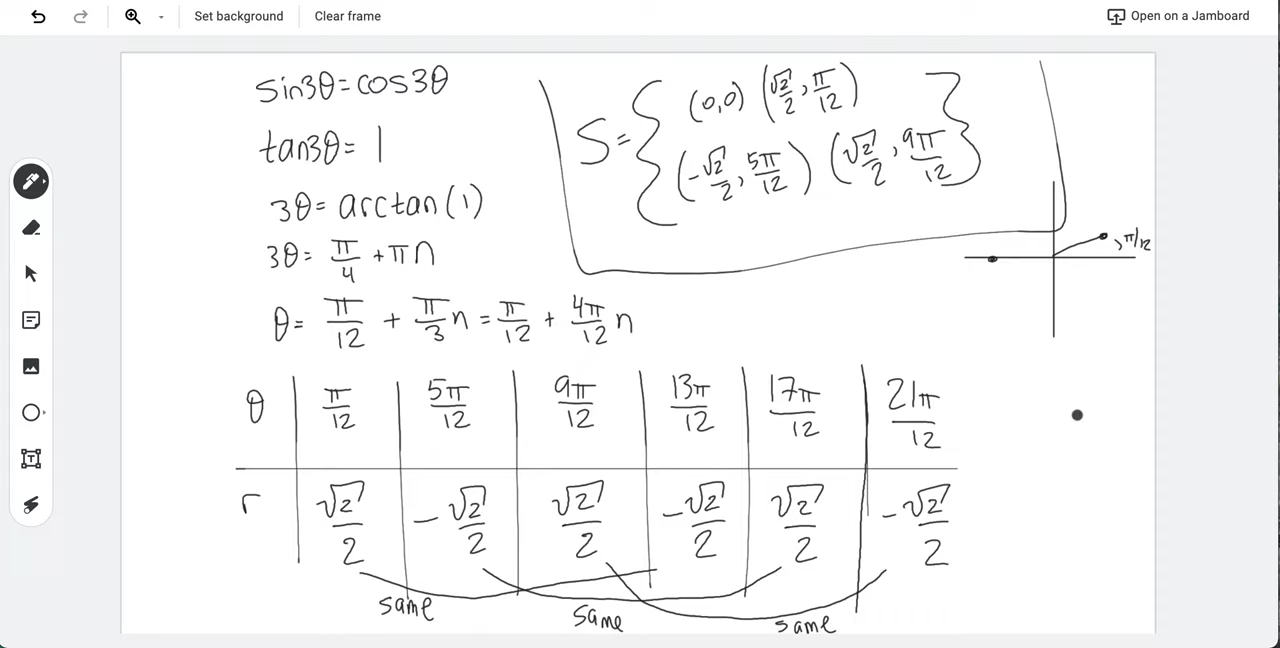 Set background
Clear frame
Open on a Jamboard
sin3θ=cos3θ
tan3θ= 1
3θ= arctan(1)
3θ= π/4 + πn
θ= π/12 + π/3 n = π/12 + 4π/12 n
S= { (0,0) (√2/2, π/12)
(-√2/2, 5π/12) (√2/2, 9π/12) }
, π/12
θ | π/12 | 5π/12 | 9π/12 | 13π/12 | 17π/12 | 21π/12
r | √2/2 | -√2/2 | √2/2 | -√2/2 | √2/2 | -√2/2
same same same